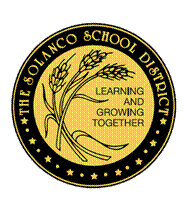 THE SOLANCO SCHOOL DISTRICT
LEARNING
AND
GROWING
TOGETHER